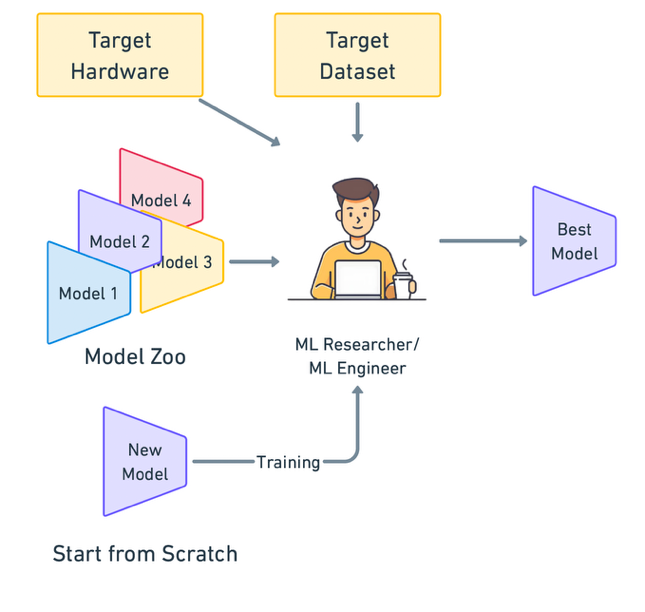 Target
Hardware
Target
Dataset
Model 4
Model 2
Model 3
Model 1
Model Zoo
Best
Model
ML Researcher/
ML Engineer
New
Model
Training
Start from Scratch